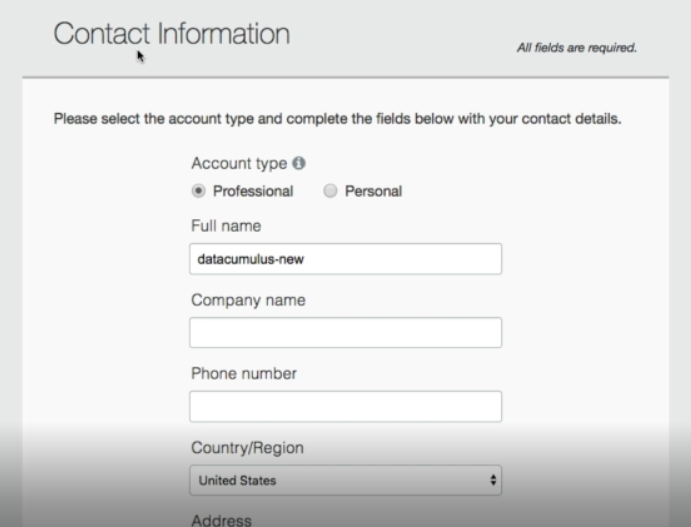 Contact Information
All fields are required.
Please select the account type and complete the fields below with your contact details.
Account type
Professional Personal
Full name
datacumulus-new
Company name
Phone number
Country/Region
United States
Address